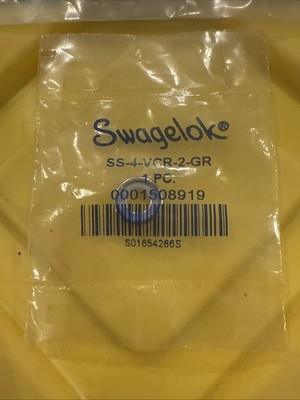 Swagelok®
SS-4-VCR-2-GR
1 PC.
0001508919
S01654266S